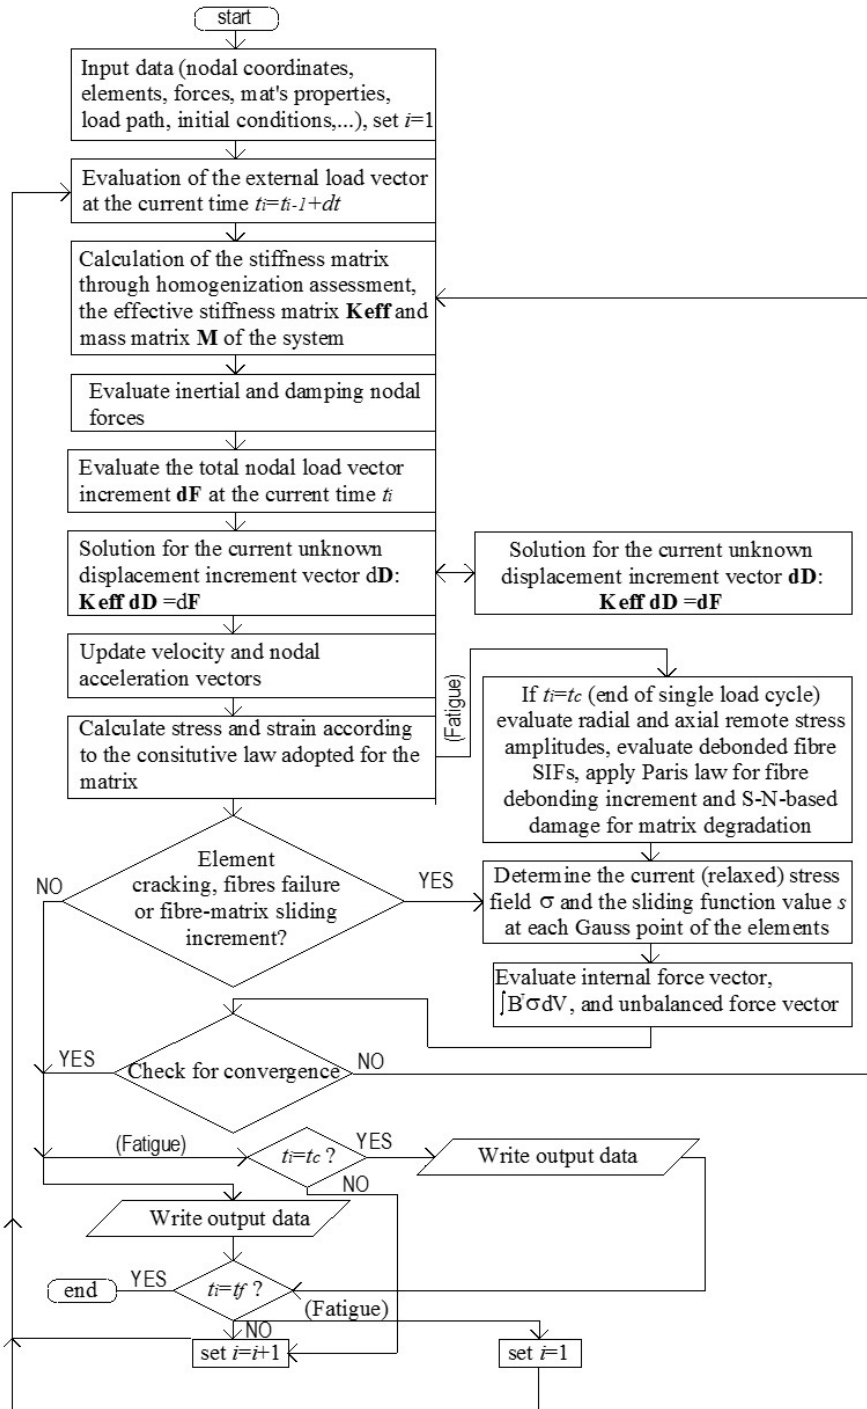 start
Input data (nodal coordinates,
elements, forces, mat's properties,
load path, initial conditions,...), set i=1
Evaluation of the external load vector
at the current time ti=ti-1+dt
Calculation of the stiffness matrix
through homogenization assessment,
the effective stiffness matrix Keff and
mass matrix M of the system
Evaluate inertial and damping nodal
forces
Evaluate the total nodal load vector
increment dF at the current time ti
Solution for the current unknown
displacement increment vector dD:
Keff dD =dF
Solution for the current unknown
displacement increment vector dD:
Keff dD =dF
Update velocity and nodal
acceleration vectors
(Fatigue)
Calculate stress and strain according
to the consitutive law adopted for the
matrix
If ti=tc (end of single load cycle)
evaluate radial and axial remote stress
amplitudes, evaluate debonded fibre
SIFs, apply Paris law for fibre
debonding increment and S-N-based
damage for matrix degradation
Element
cracking, fibres failure
or fibre-matrix sliding
increment?
NO
YES
Determine the current (relaxed) stress
field σ and the sliding function value s
at each Gauss point of the elements
Evaluate internal force vector,
∫BᵀσdV, and unbalanced force vector
YES
Check for convergence
NO
(Fatigue)
ti=tc ?
YES
Write output data
NO
Write output data
end
YES
ti=tf ?
(Fatigue)
NO
set i=i+1
set i=1